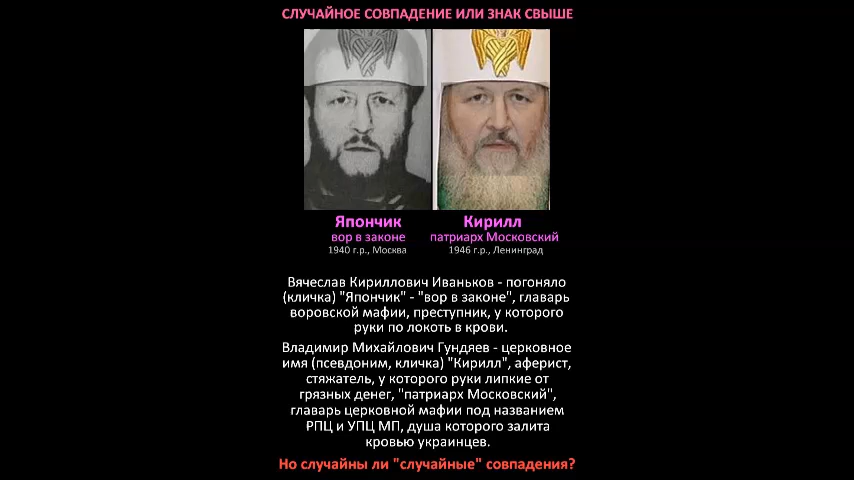 СЛУЧАЙНОЕ СОВПАДЕНИЕ ИЛИ ЗНАК СВЫШЕ
Япончик
вор в законе
1940 г.р., Москва
Кирилл
патриарх Московский
1946 г.р., Ленинград
Вячеслав Кириллович Иваньков - погоняло
(кличка) "Япончик" - "вор в законе", главарь
воровской мафии, преступник, у которого
руки по локоть в крови.
Владимир Михайлович Гундяев - церковное
имя (псевдоним, кличка) "Кирилл", аферист,
стяжатель, у которого руки липкие от
грязных денег, "патриарх Московский",
главарь церковной мафии под названием
РПЦ и УПЦ МП, душа которого залита
кровью украинцев.
Но случайны ли "случайные" совпадения?